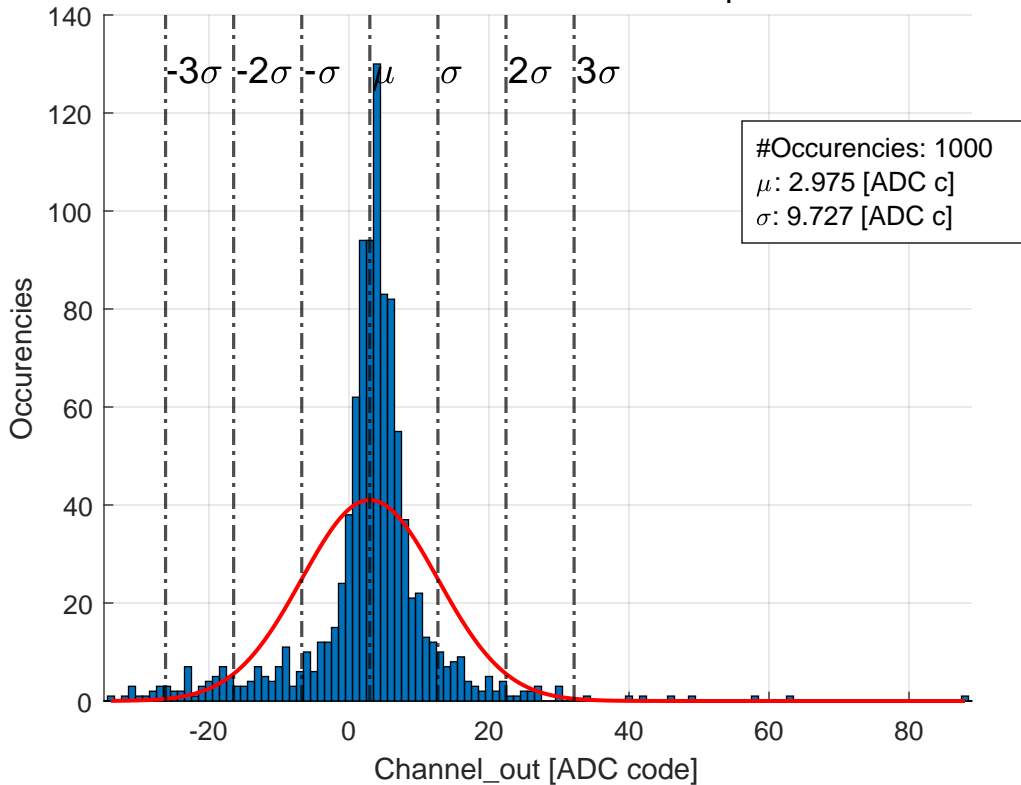 140
120
100
80
60
40
20
0
-3σ -2σ -σ μ σ 2σ 3σ
#Occurencies: 1000
μ: 2.975 [ADC c]
σ: 9.727 [ADC c]
Occurencies
-20 0 20 40 60 80
Channel_out [ADC code]